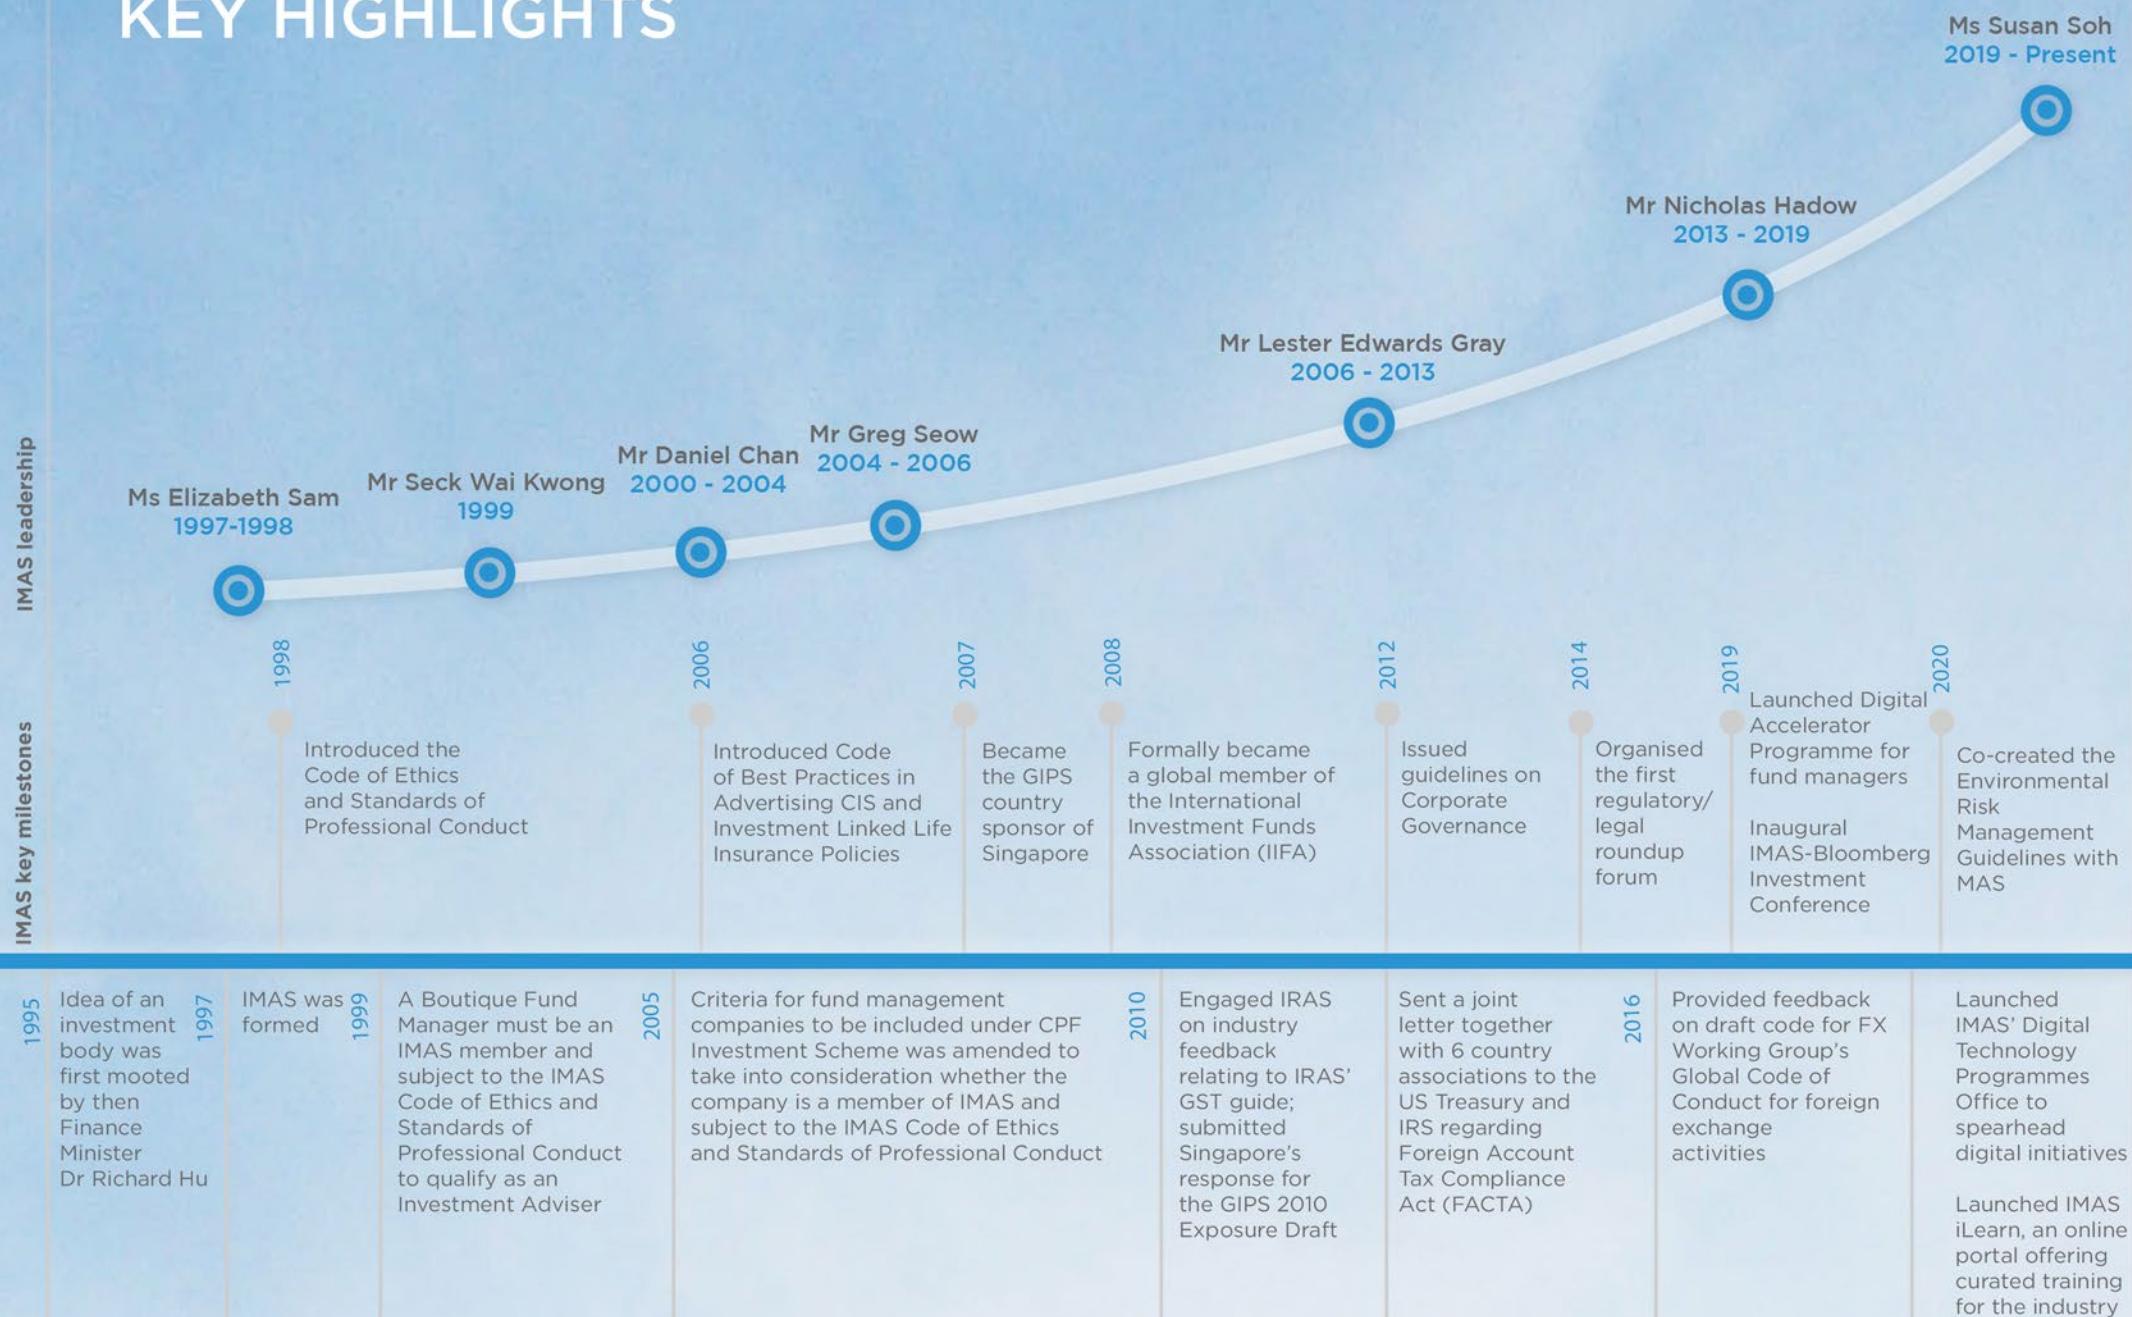 KEY HIGHLIGHTS
Ms Susan Soh
2019 - Present
Mr Nicholas Hadow
2013 - 2019
Mr Lester Edwards Gray
2006 - 2013
Mr Greg Seow
2004 - 2006
Mr Daniel Chan
2000 - 2004
Mr Seck Wai Kwong
1999
Ms Elizabeth Sam
1997-1998
IMAS leadership
IMAS key milestones
1998
Introduced the
Code of Ethics
and Standards of
Professional Conduct
2006
Introduced Code
of Best Practices in
Advertising CIS and
Investment Linked Life
Insurance Policies
2007
Became
the GIPS
country
sponsor of
Singapore
2008
Formally became
a global member of
the International
Investment Funds
Association (IIFA)
2012
Issued
guidelines on
Corporate
Governance
2014
Organised
the first
regulatory/
legal
roundup
forum
2019
Launched Digital
Accelerator
Programme for
fund managers
Inaugural
IMAS-Bloomberg
Investment
Conference
2020
Co-created the
Environmental
Risk
Management
Guidelines with
MAS
1995
Idea of an
investment
body was
first mooted
by then
Finance
Minister
Dr Richard Hu
1997
IMAS was
formed
1999
A Boutique Fund
Manager must be an
IMAS member and
subject to the IMAS
Code of Ethics and
Standards of
Professional Conduct
to qualify as an
Investment Adviser
2005
Criteria for fund management
companies to be included under CPF
Investment Scheme was amended to
take into consideration whether the
company is a member of IMAS and
subject to the IMAS Code of Ethics
and Standards of Professional Conduct
2010
Engaged IRAS
on industry
feedback
relating to IRAS’
GST guide;
submitted
Singapore’s
response for
the GIPS 2010
Exposure Draft
Sent a joint
letter together
with 6 country
associations to the
US Treasury and
IRS regarding
Foreign Account
Tax Compliance
Act (FACTA)
2016
Provided feedback
on draft code for FX
Working Group’s
Global Code of
Conduct for foreign
exchange
activities
Launched
IMAS’ Digital
Technology
Programmes
Office to
spearhead
digital initiatives
Launched IMAS
iLearn, an online
portal offering
curated training
for the industry